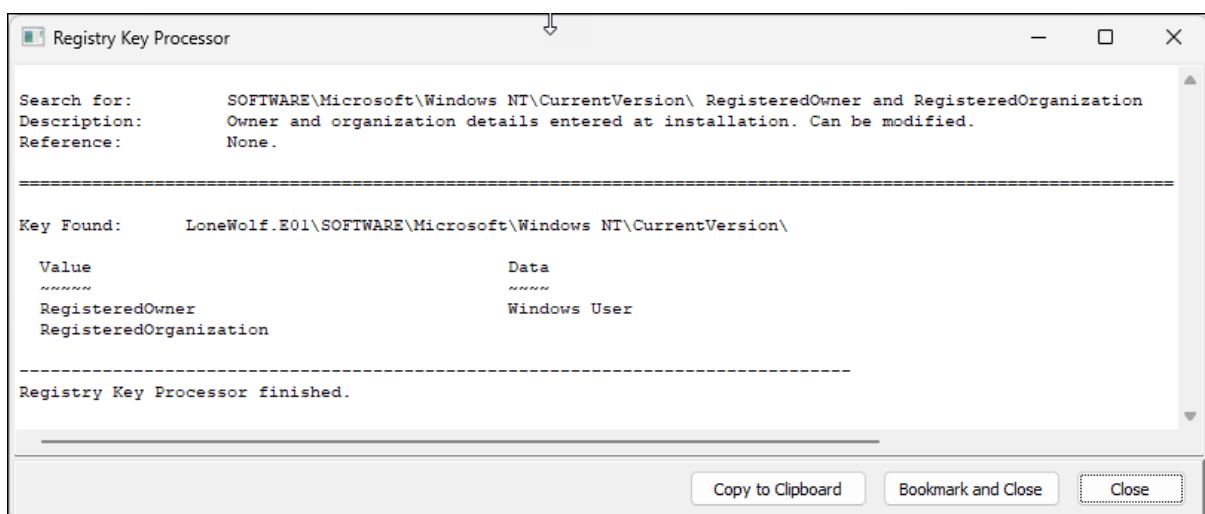 Registry Key Processor
Search for: SOFTWARE\Microsoft\Windows NT\CurrentVersion\ RegisteredOwner and RegisteredOrganization
Description: Owner and organization details entered at installation. Can be modified.
Reference: None.
==============================================================================================================
Key Found: LoneWolf.E01\SOFTWARE\Microsoft\Windows NT\CurrentVersion\
Value Data
~~~~~ ~~~~
RegisteredOwner Windows User
RegisteredOrganization
--------------------------------------------------------------------------------
Registry Key Processor finished.
Copy to Clipboard Bookmark and Close Close